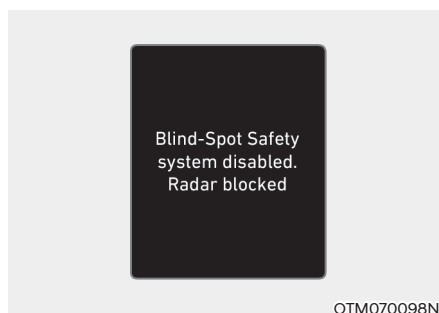 Blind-Spot Safety
system disabled.
Radar blocked
OTM070098N